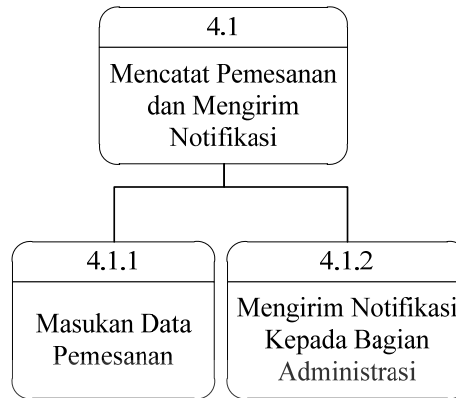 4.1
Mencatat Pemesanan
dan Mengirim
Notifikasi
4.1.1
Masukan Data
Pemesanan
4.1.2
Mengirim Notifikasi
Kepada Bagian
Administrasi